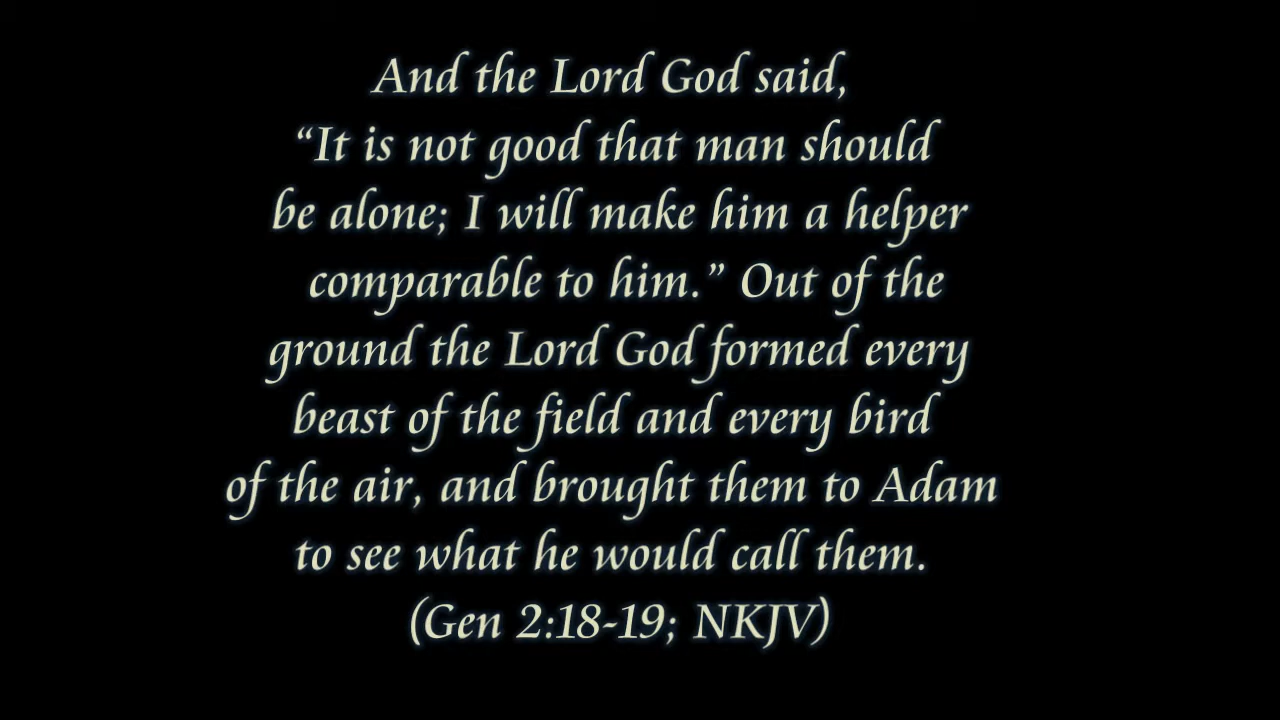 And the Lord God said,
“It is not good that man should
be alone; I will make him a helper
comparable to him.” Out of the
ground the Lord God formed every
beast of the field and every bird
of the air, and brought them to Adam
to see what he would call them.
(Gen 2:18-19; NKJV)